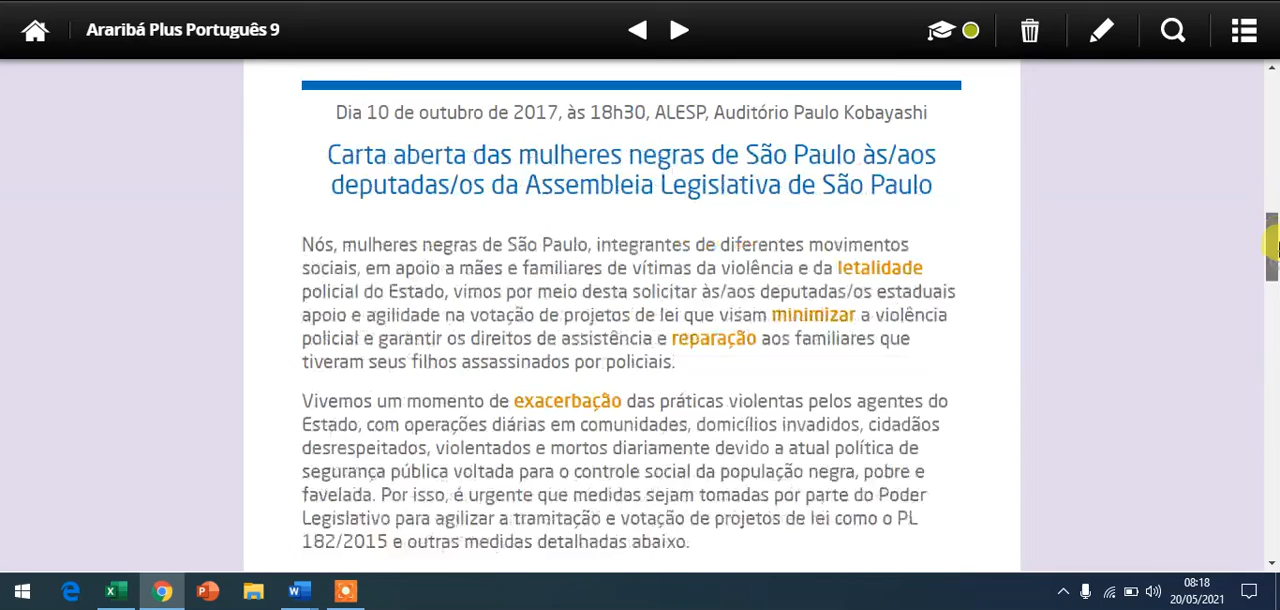 Araribá Plus Português 9
Dia 10 de outubro de 2017, às 18h30, ALESP, Auditório Paulo Kobayashi
Carta aberta das mulheres negras de São Paulo às/aos
deputadas/os da Assembleia Legislativa de São Paulo
Nós, mulheres negras de São Paulo, integrantes de diferentes movimentos
sociais, em apoio a mães e familiares de vítimas da violência e da letalidade
policial do Estado, vimos por meio desta solicitar às/aos deputadas/os estaduais
apoio e agilidade na votação de projetos de lei que visam minimizar a violência
policial e garantir os direitos de assistência e reparação aos familiares que
tiveram seus filhos assassinados por policiais.
Vivemos um momento de exacerbação das práticas violentas pelos agentes do
Estado, com operações diárias em comunidades, domicílios invadidos, cidadãos
desrespeitados, violentados e mortos diariamente devido a atual política de
segurança pública voltada para o controle social da população negra, pobre e
favelada. Por isso, é urgente que medidas sejam tomadas por parte do Poder
Legislativo para agilizar a tramitação e votação de projetos de lei como o PL
182/2015 e outras medidas detalhadas abaixo.
08:18
20/05/2021